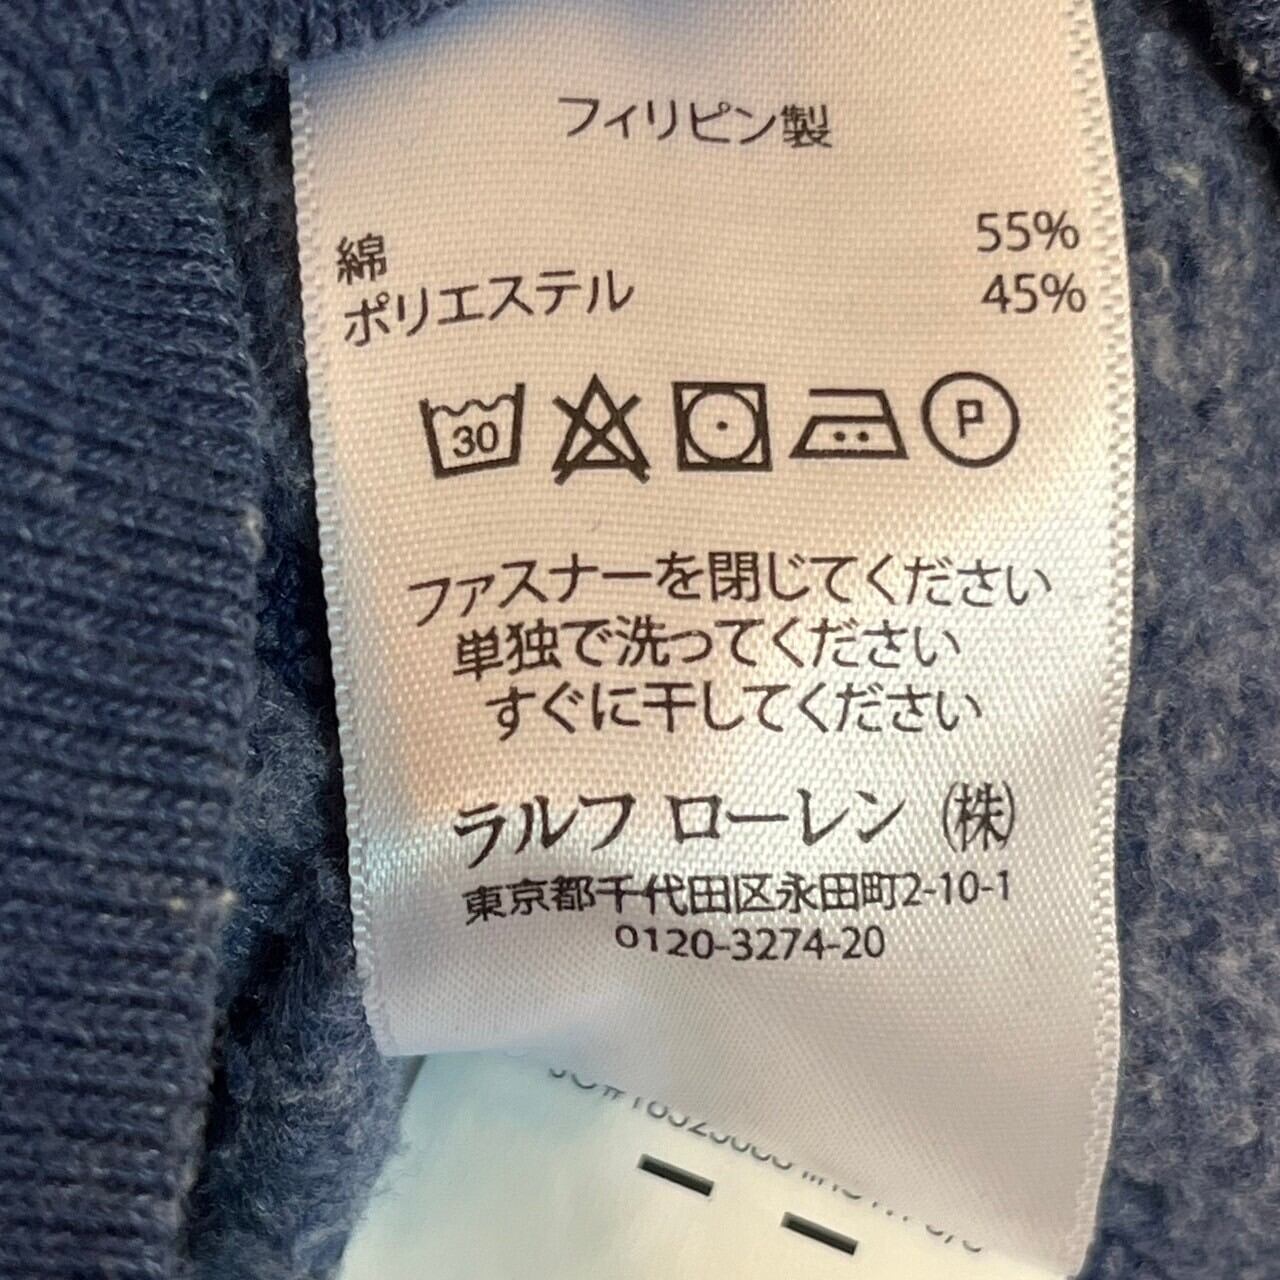 フィリピン製
綿 55%
ポリエステル 45%
30
P
ファスナーを閉じてください
単独で洗ってください
すぐに干してください
ラルフ ローレン (株)
東京都千代田区永田町2-10-1
0120-3274-20